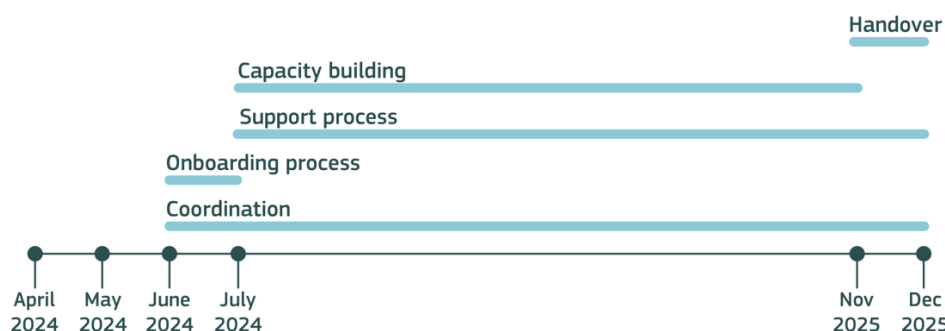 Handover
Capacity building
Support process
Onboarding process
Coordination
April May June July Nov Dec
2024 2024 2024 2024 2025 2025